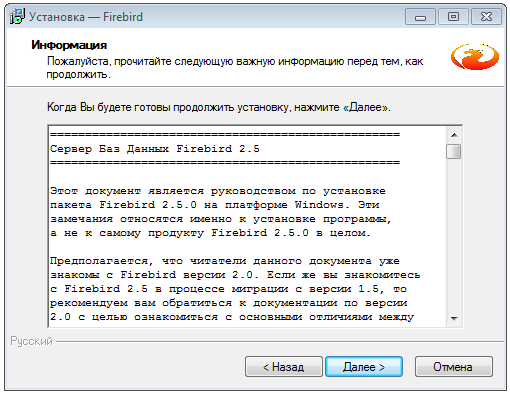 Установка — Firebird
Информация
Пожалуйста, прочитайте следующую важную информацию перед тем, как
продолжить.
Когда Вы будете готовы продолжить установку, нажмите «Далее».
==================================================
Сервер Баз Данных Firebird 2.5
==================================================
Этот документ является руководством по установке
пакета Firebird 2.5.0 на платформе Windows. Эти
замечания относятся именно к установке программы,
а не к самому продукту Firebird 2.5.0 в целом.
Предполагается, что читатели данного документа уже
знакомы с Firebird версии 2.0. Если же вы знакомитесь
с Firebird 2.5 в процессе миграции с версии 1.5, то
рекомендуем вам обратиться к документации по версии
2.0 с целью ознакомиться с основными отличиями между
Русский
< Назад
Далее >
Отмена